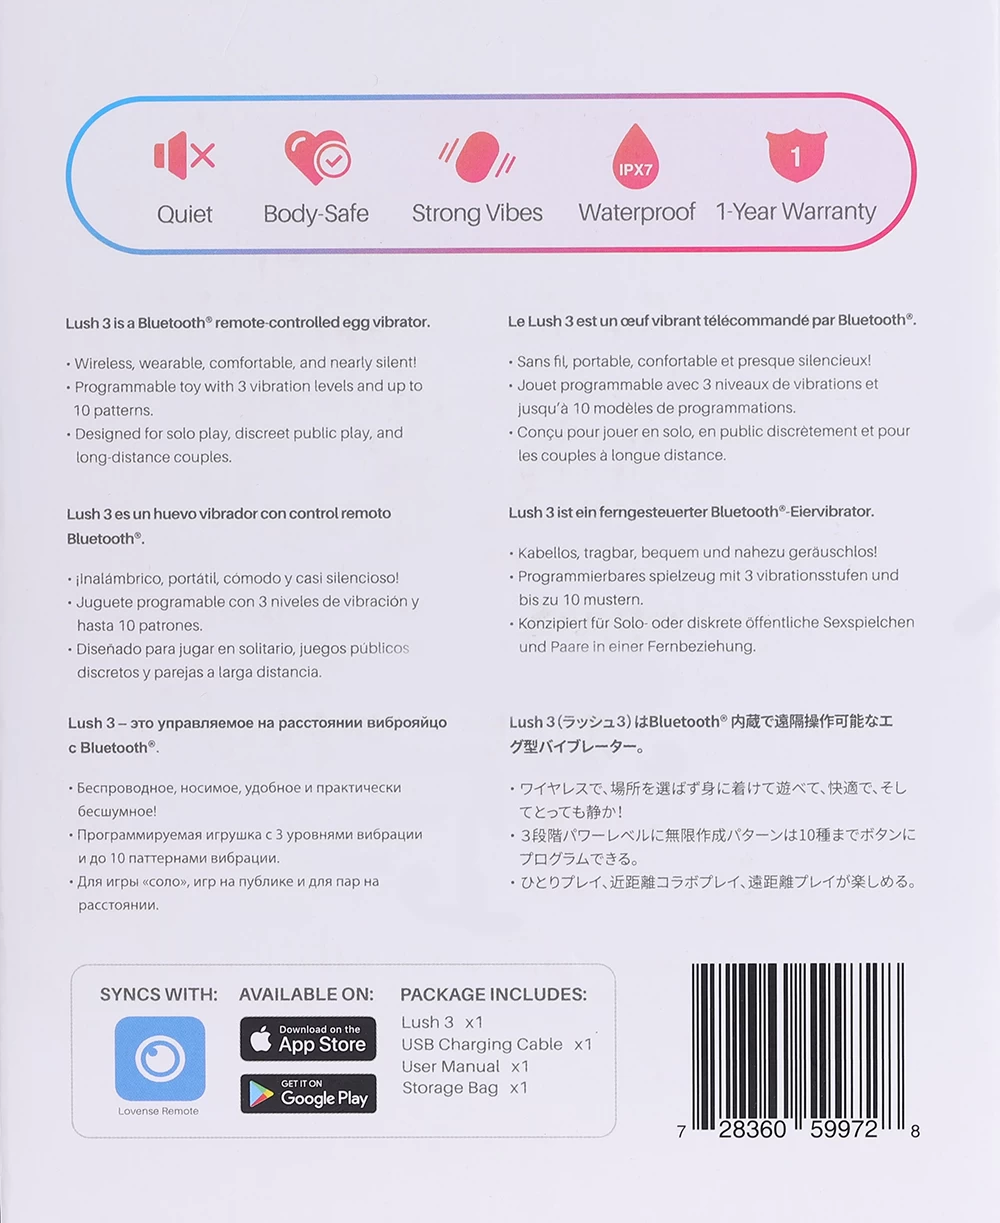 IPX7
1
Quiet
Body-Safe
Strong Vibes
Waterproof
1-Year Warranty
Lush 3 is a Bluetooth® remote-controlled egg vibrator.
· Wireless, wearable, comfortable, and nearly silent!
· Programmable toy with 3 vibration levels and up to
10 patterns.
· Designed for solo play, discreet public play, and
long-distance couples.
Le Lush 3 est un œuf vibrant télécommandé par Bluetooth®.
· Sans fil, portable, confortable et presque silencieux!
· Jouet programmable avec 3 niveaux de vibrations et
jusqu'à 10 modèles de programmations.
· Conçu pour jouer en solo, en public discrètement et pour
les couples à longue distance.
Lush 3 es un huevo vibrador con control remoto
Bluetooth®.
· ¡Inalámbrico, portátil, cómodo y casi silencioso!
· Juguete programable con 3 niveles de vibración y
hasta 10 patrones.
· Diseñado para jugar en solitario, juegos públicos
discretos y parejas a larga distancia.
Lush 3 ist ein ferngesteuerter Bluetooth®-Eiervibrator.
· Kabellos, tragbar, bequem und nahezu geräuschlos!
· Programmierbares spielzeug mit 3 vibrationsstufen und
bis zu 10 mustern.
· Konzipiert für Solo- oder diskrete öffentliche Sexspielchen
und Paare in einer Fernbeziehung.
Lush 3 – это управляемое на расстоянии виброяйцо
с Bluetooth®.
· Беспроводное, носимое, удобное и практически
бесшумное!
· Программируемая игрушка с 3 уровнями вибрации
и до 10 паттернами вибрации.
· Для игры «соло», игр на публике и для пар на
расстоянии.
Lush 3（ラッシュ3）はBluetooth® 内蔵で遠隔操作可能なエ
グ型バイブレーター。
· ワイヤレスで、場所を選ばず身に着けて遊べて、快適で、そし
てとっても静か！
· 3段階パワーレベルに無限作成パターンは10種までボタンに
プログラムできる。
· ひとりプレイ、近距離コラボプレイ、遠距離プレイが楽しめる。
SYNCS WITH:
Lovense Remote
AVAILABLE ON:
Download on the
App Store
GET IT ON
Google Play
PACKAGE INCLUDES:
Lush 3 x1
USB Charging Cable x1
User Manual x1
Storage Bag x1
7 28360 59972 8